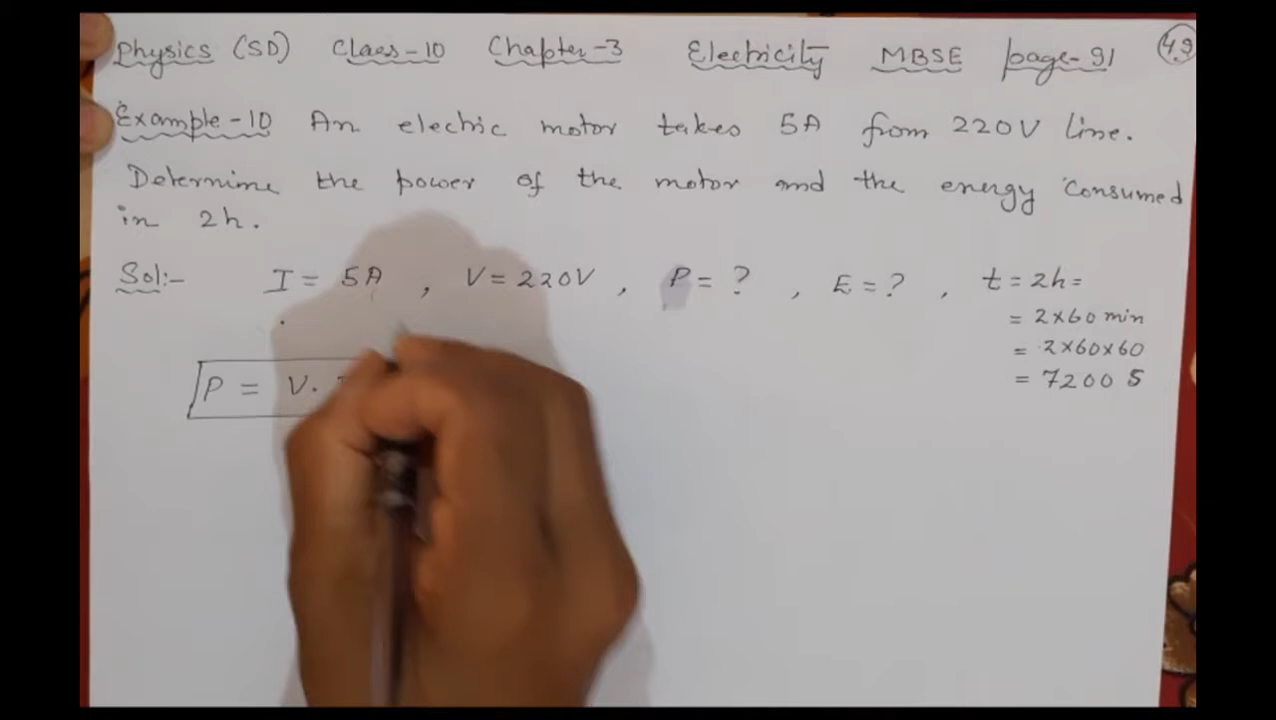 Physics (SD) Class-10 Chapter-3 Electricity MBSE page-91 49
Example-10 An electric motor takes 5A from 220V line.
Determine the power of the motor and the energy consumed
in 2h.
Sol:- I = 5A , V = 220V , P = ? , E = ? , t = 2h =
= 2×60 min
= 2×60×60
= 7200 S
P = V.